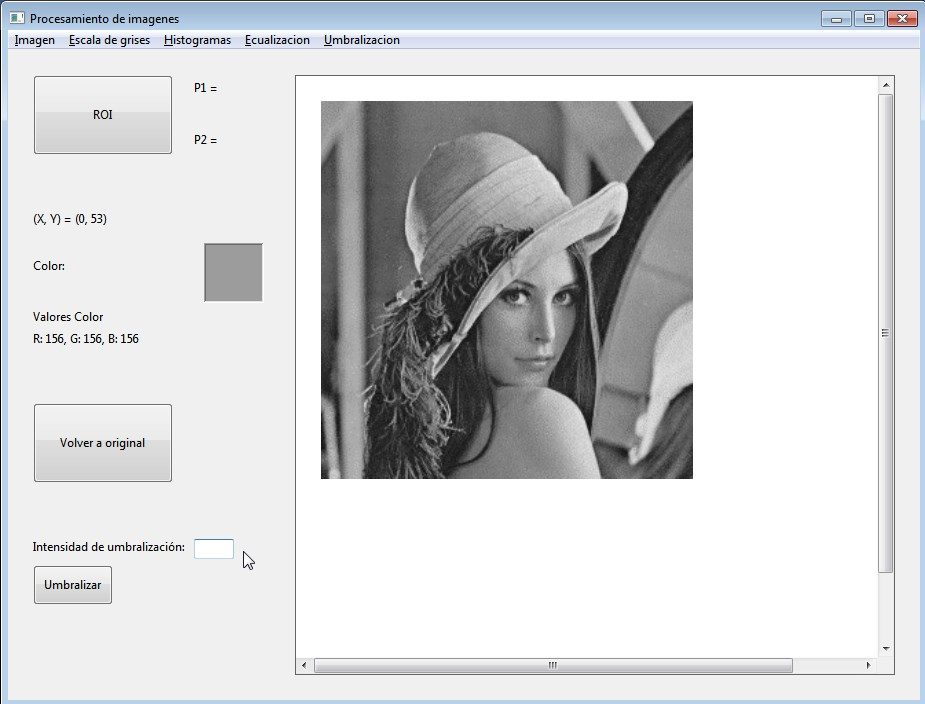 Procesamiento de imagenes
Imagen Escala de grises Histogramas Ecualizacion Umbralizacion
ROI
P1 =
P2 =
(X, Y) = (0, 53)
Color:
Valores Color
R: 156, G: 156, B: 156
Volver a original
Intensidad de umbralización:
Umbralizar